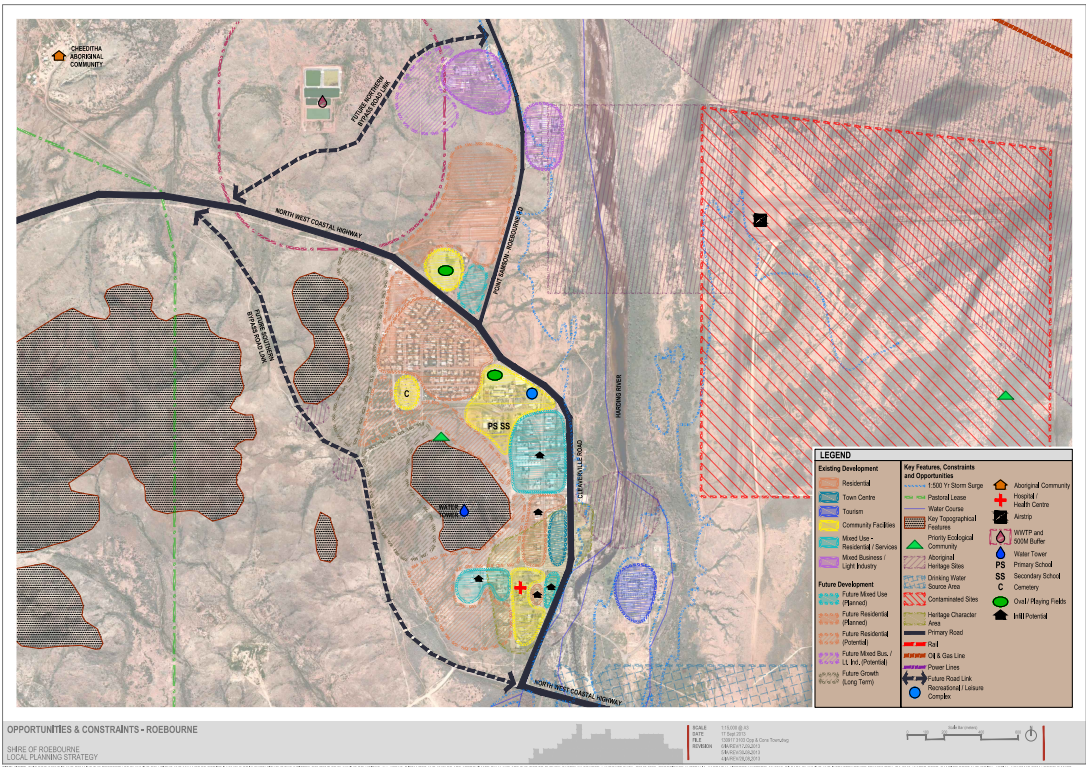 CHEEDITHA
ABORIGINAL
COMMUNITY
FUTURE NORTHERN
BYPASS ROAD LINK
NORTH WEST COASTAL HIGHWAY
POINT SAMSON - ROEBOURNE RD
FUTURE SOUTHERN
BYPASS ROAD LINK
HARDING RIVER
C
PS SS
CLEAVERVILLE ROAD
WATER
TOWER
NORTH WEST COASTAL HIGHWAY
LEGEND
Existing Development
Residential
Town Centre
Tourism
Community Facilities
Mixed Use -
Residential / Services
Mixed Business /
Light Industry
Future Development
Future Mixed Use
(Planned)
Future Residential
(Planned)
Future Residential
(Potential)
Future Mixed Bus. /
Lt. Ind. (Potential)
Future Growth
(Long Term)
Key Features, Constraints
and Opportunities
1:500 Yr Storm Surge
Pastoral Lease
Water Course
Key Topographical
Features
Priority Ecological
Community
Aboriginal
Heritage Sites
Drinking Water
Source Area
Contaminated Sites
Heritage Character
Area
Primary Road
Rail
Oil & Gas Line
Power Lines
Future Road Link
Recreational / Leisure
Complex
Aboriginal Community
Hospital /
Health Centre
Airstrip
WWTP and
500M Buffer
Water Tower
PS Primary School
SS Secondary School
C Cemetery
Oval / Playing Fields
Infill Potential
OPPORTUNITIES & CONSTRAINTS - ROEBOURNE
SHIRE OF ROEBOURNE
LOCAL PLANNING STRATEGY
SCALE
DATE 17 Sept 2013
FILE
REVISION